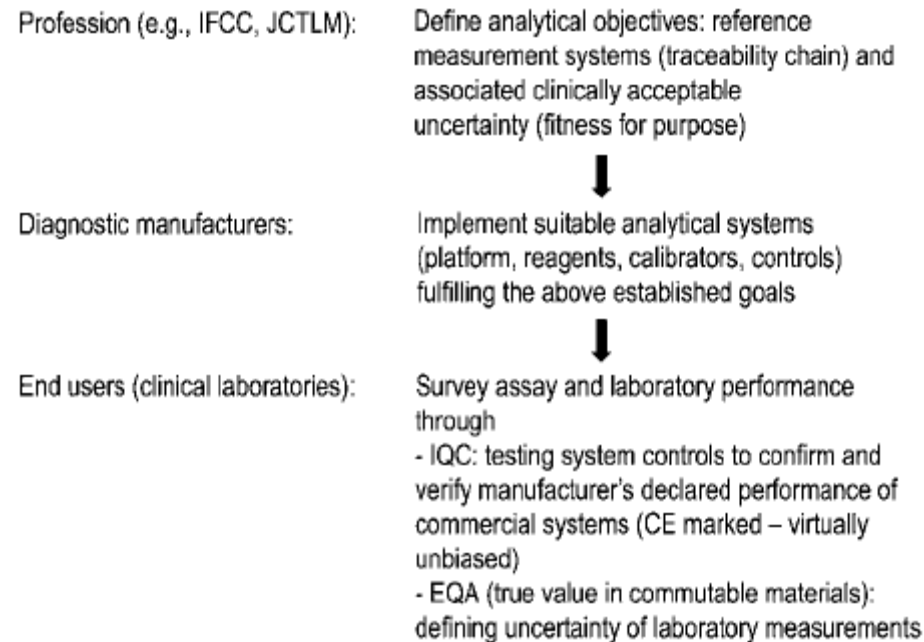 Profession (e.g., IFCC, JCTLM):
Define analytical objectives: reference
measurement systems (traceability chain) and
associated clinically acceptable
uncertainty (fitness for purpose)
Diagnostic manufacturers:
Implement suitable analytical systems
(platform, reagents, calibrators, controls)
fulfilling the above established goals
End users (clinical laboratories):
Survey assay and laboratory performance
through
- IQC: testing system controls to confirm and
verify manufacturer's declared performance of
commercial systems (CE marked – virtually
unbiased)
- EQA (true value in commutable materials):
defining uncertainty of laboratory measurements